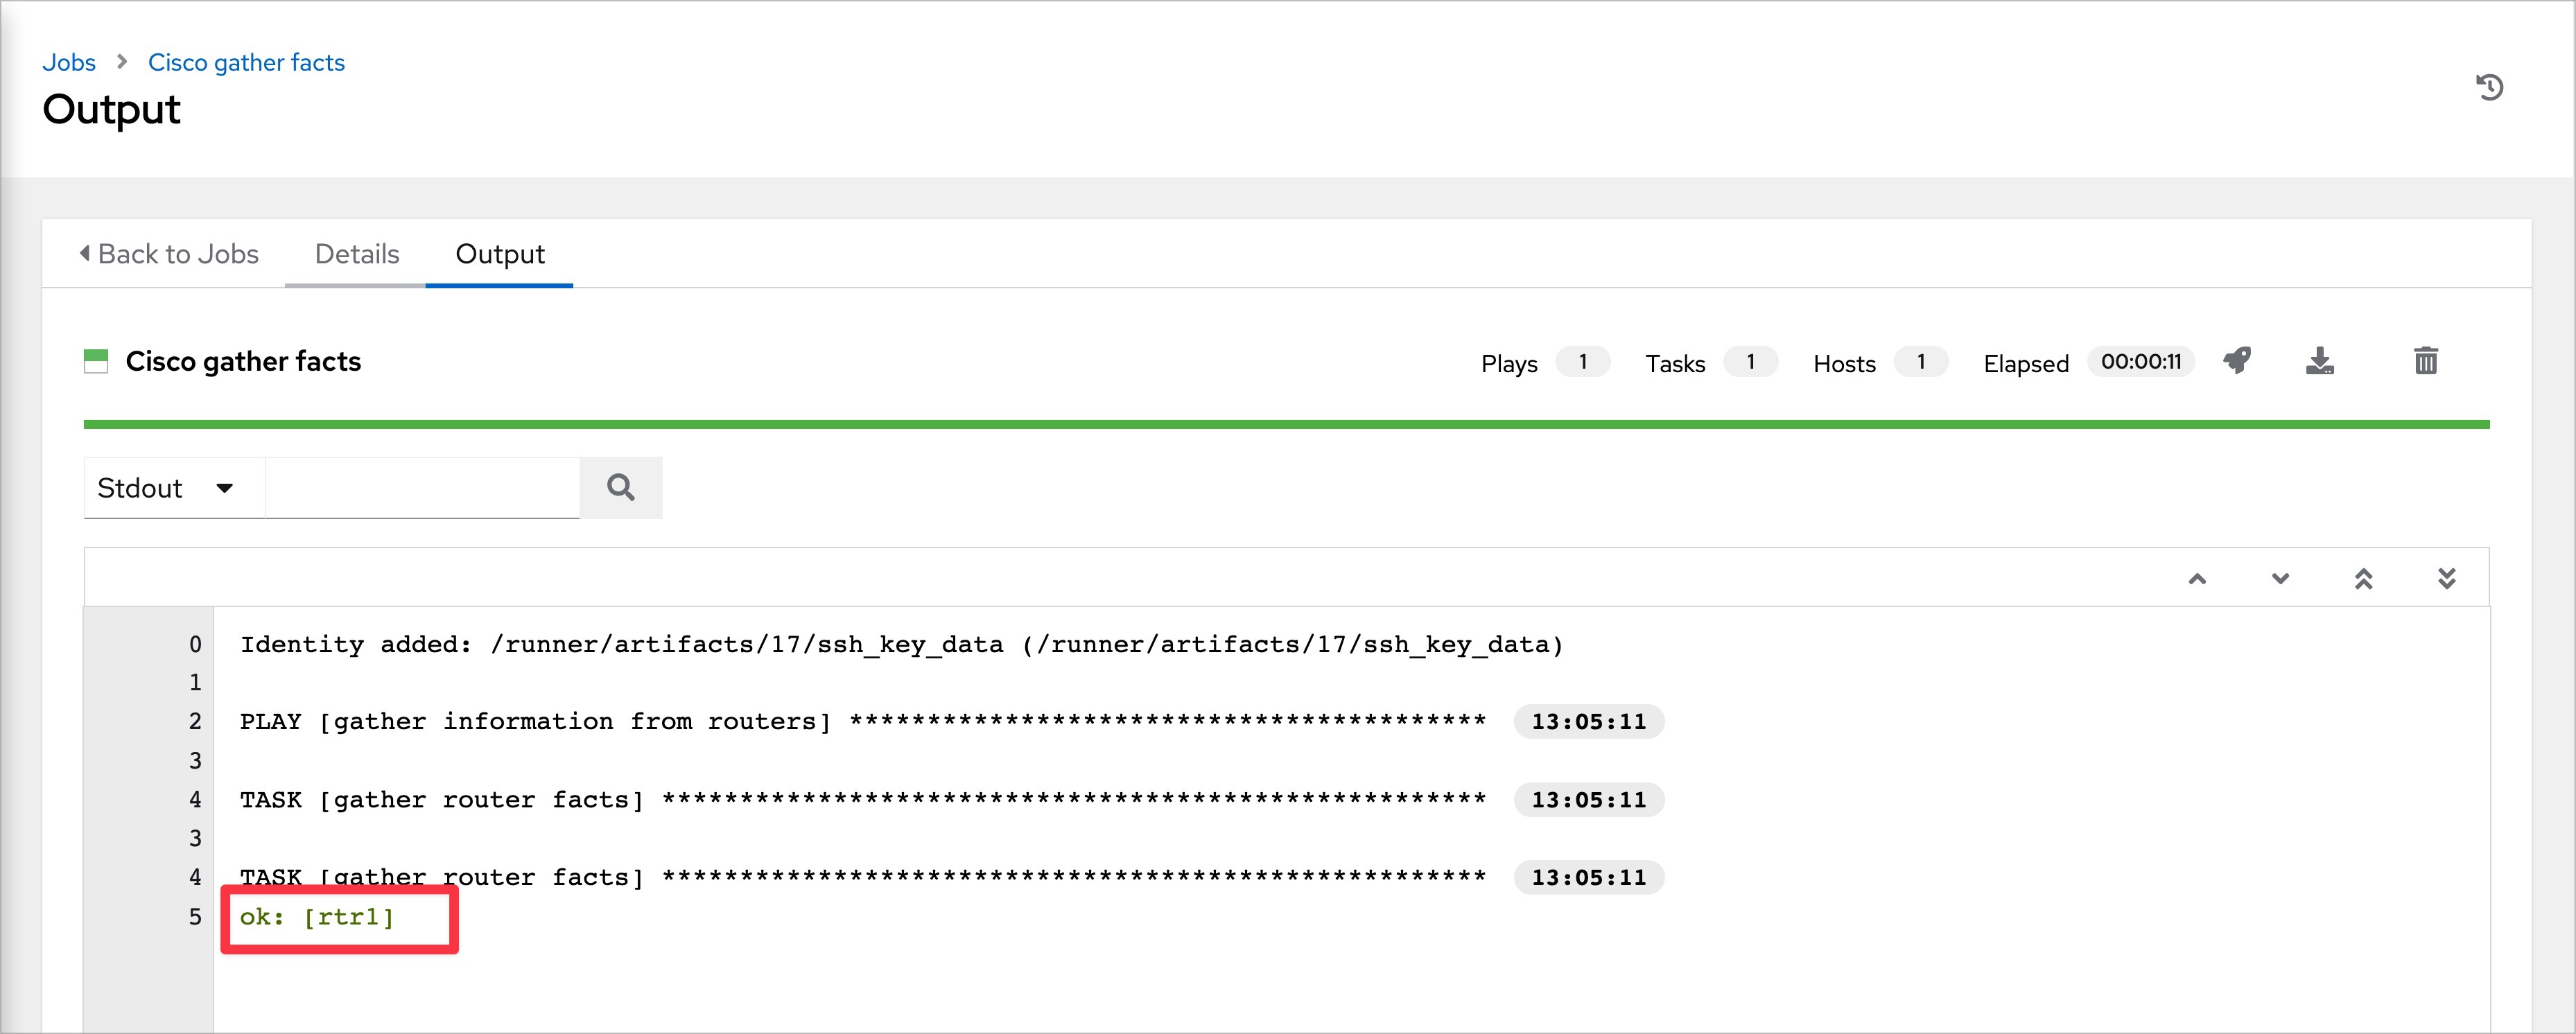 Jobs > Cisco gather facts
Output
Back to Jobs Details Output
Cisco gather facts Plays 1 Tasks 1 Hosts 1 Elapsed 00:00:11
Stdout
0 Identity added: /runner/artifacts/17/ssh_key_data (/runner/artifacts/17/ssh_key_data)
1
2 PLAY [gather information from routers] ***************************************** 13:05:11
3
4 TASK [gather router facts] ***************************************************** 13:05:11
3
4 TASK [gather router facts] ***************************************************** 13:05:11
5 ok: [rtr1]